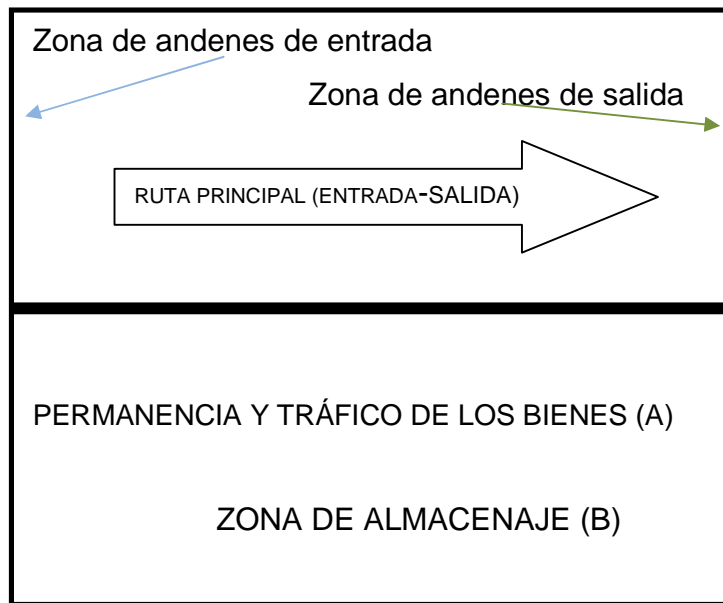 Zona de andenes de entrada
Zona de andenes de salida
RUTA PRINCIPAL (ENTRADA-SALIDA)
PERMANENCIA Y TRÁFICO DE LOS BIENES (A)
ZONA DE ALMACENAJE (B)